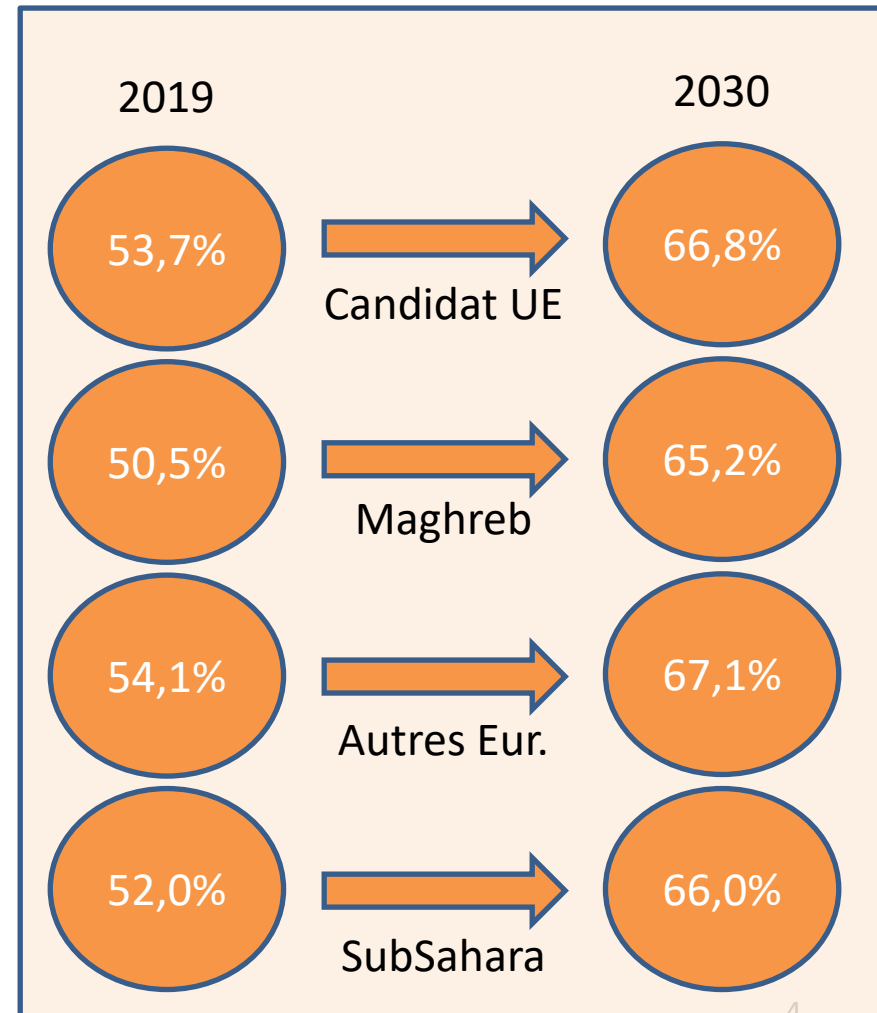 2019 2030
53,7% 66,8%
Candidat UE
50,5% 65,2%
Maghreb
54,1% 67,1%
Autres Eur.
52,0% 66,0%
SubSahara
4